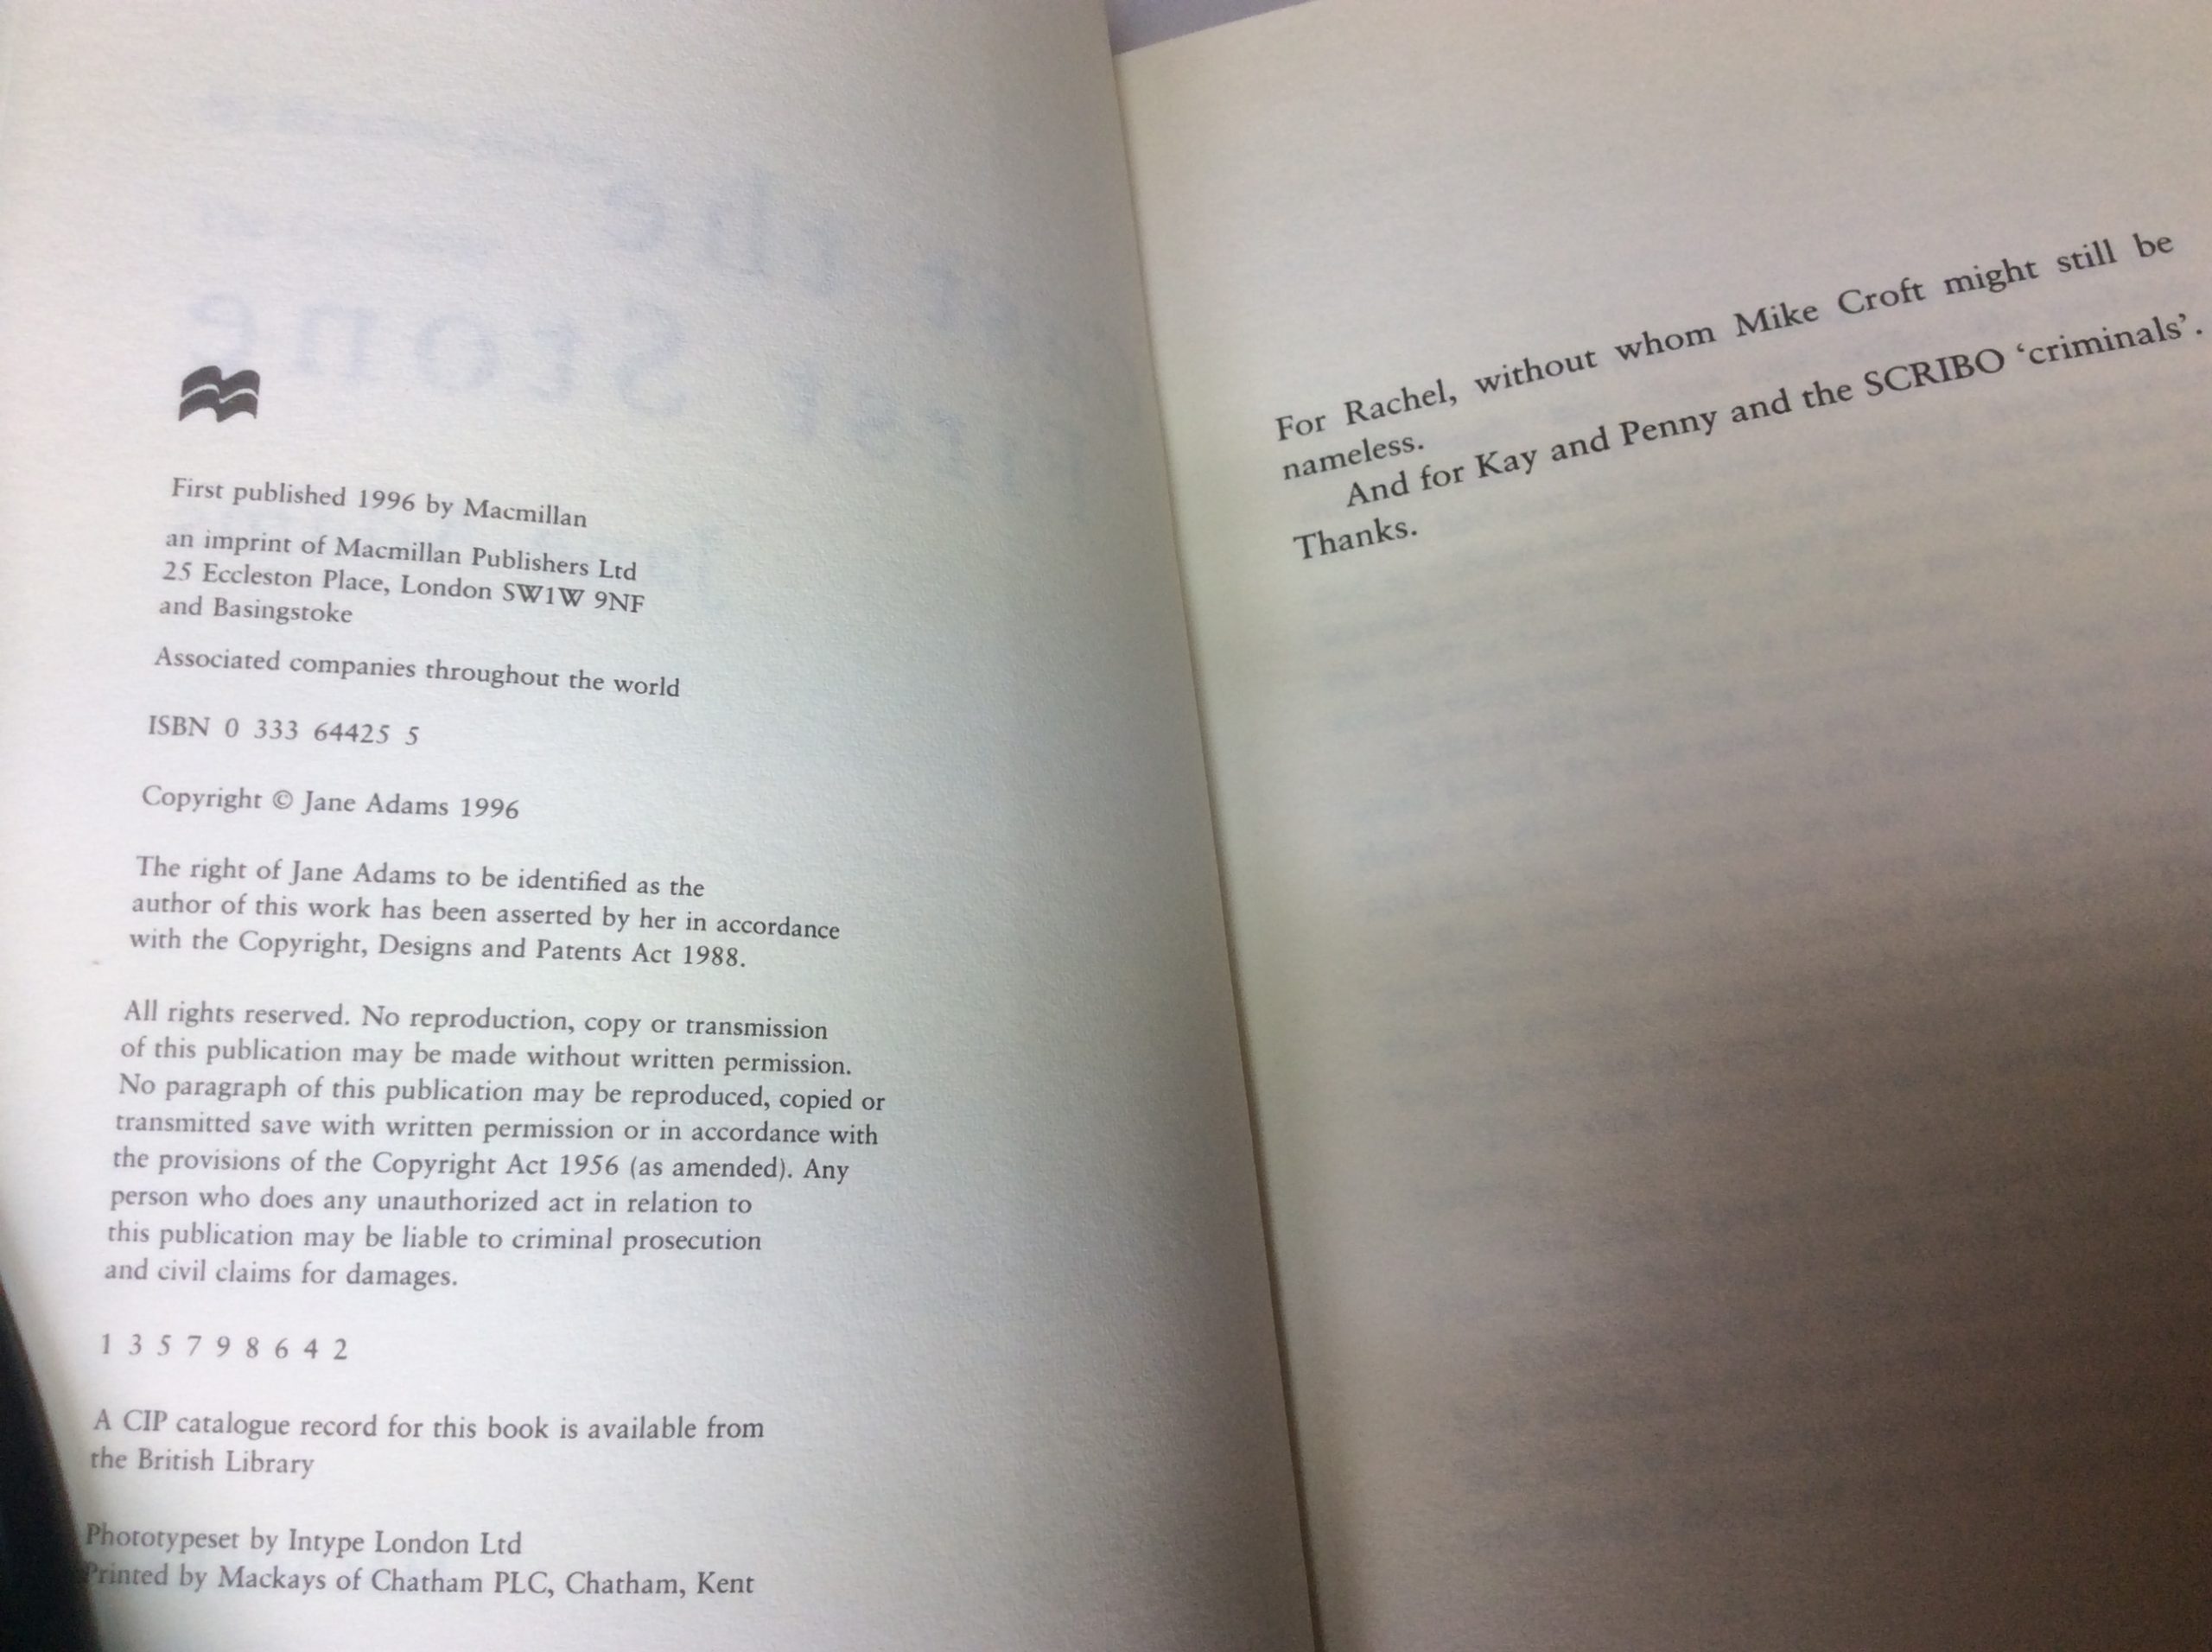 First published 1996 by Macmillan
an imprint of Macmillan Publishers Ltd
25 Eccleston Place, London SW1W 9NF
and Basingstoke
Associated companies throughout the world
ISBN 0 333 64425 5
Copyright © Jane Adams 1996
The right of Jane Adams to be identified as the
author of this work has been asserted by her in accordance
with the Copyright, Designs and Patents Act 1988.
All rights reserved. No reproduction, copy or transmission
of this publication may be made without written permission.
No paragraph of this publication may be reproduced, copied or
transmitted save with written permission or in accordance with
the provisions of the Copyright Act 1956 (as amended). Any
person who does any unauthorized act in relation to
this publication may be liable to criminal prosecution
and civil claims for damages.
1 3 5 7 9 8 6 4 2
A CIP catalogue record for this book is available from
the British Library
Phototypeset by Intype London Ltd
Printed by Mackays of Chatham PLC, Chatham, Kent
For Rachel, without whom Mike Croft might still be
nameless.
And for Kay and Penny and the SCRIBO ‘criminals’.
Thanks.